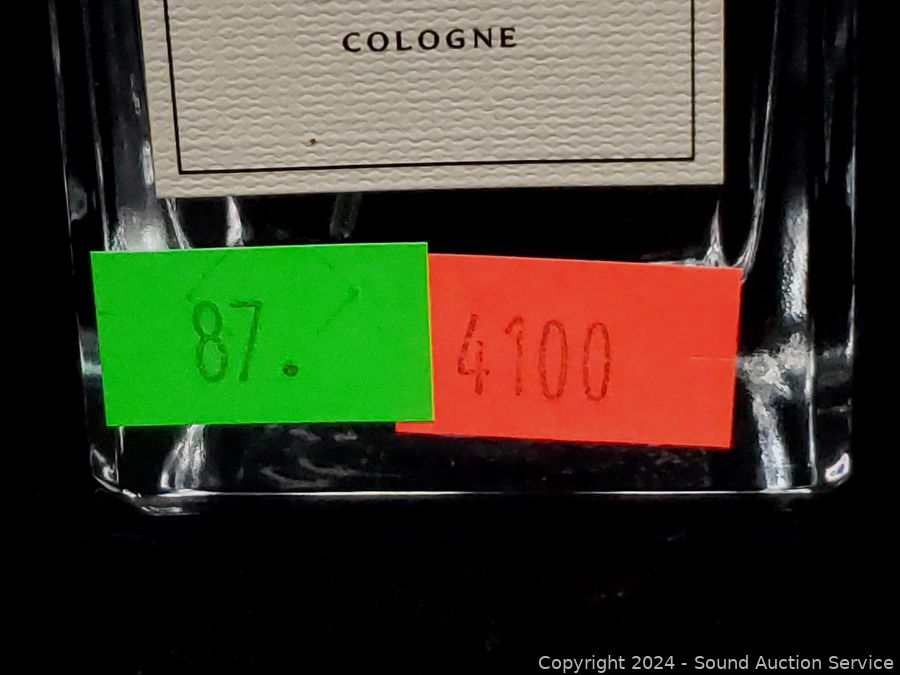 COLOGNE
87.
4100
Copyright 2024 - Sound Auction Service